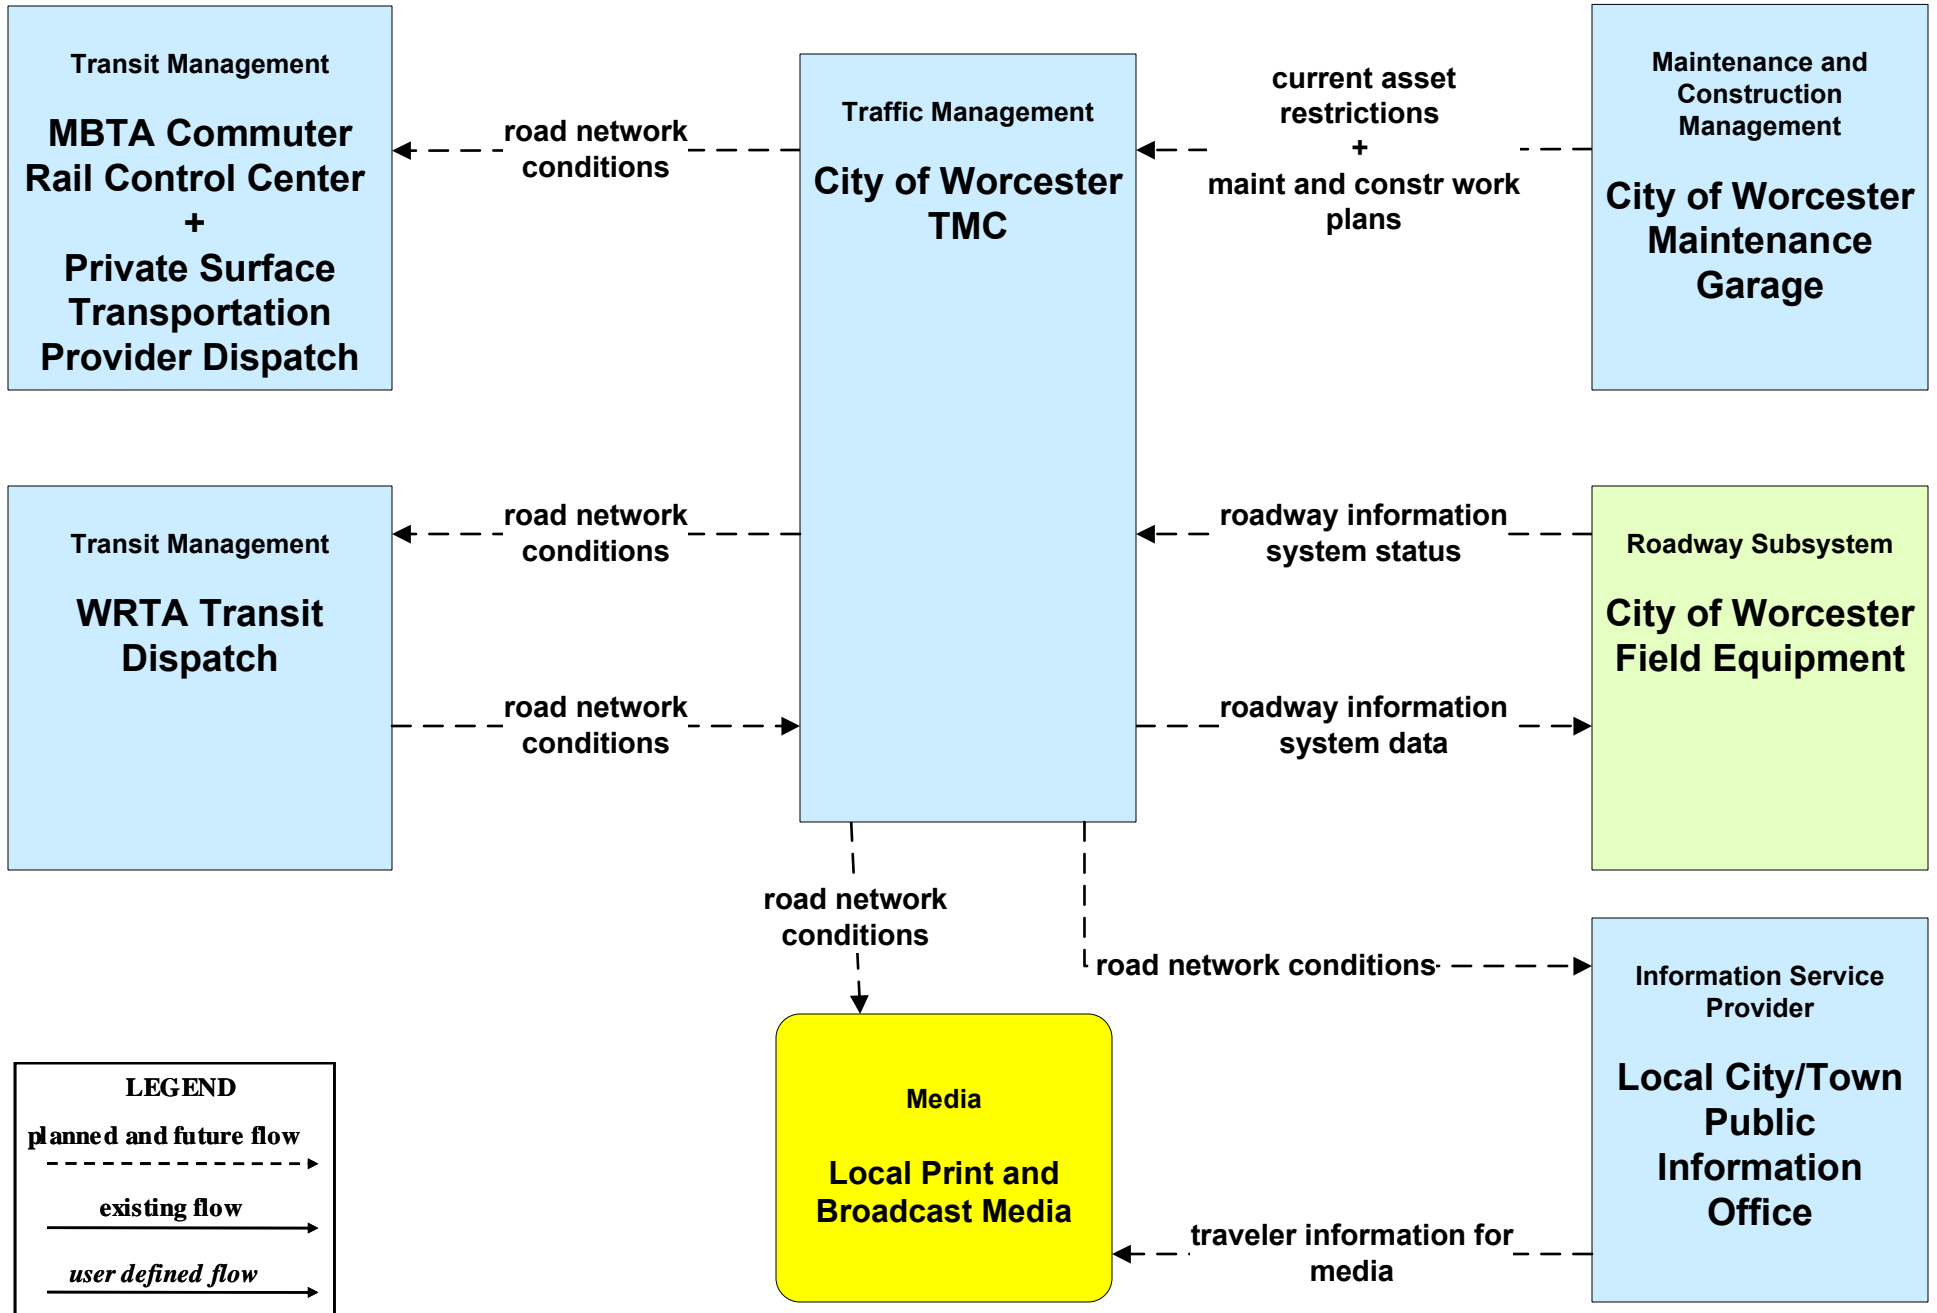 Transit Management
MBTA Commuter
Rail Control Center
+
Private Surface
Transportation
Provider Dispatch
road network
conditions
Traffic Management
City of Worcester
TMC
current asset
restrictions
+
maint and constr work
plans
Maintenance and
Construction
Management
City of Worcester
Maintenance
Garage
Transit Management
WRTA Transit
Dispatch
road network
conditions
road network
conditions
roadway information
system status
roadway information
system data
Roadway Subsystem
City of Worcester
Field Equipment
road network
conditions
road network conditions
Information Service
Provider
Local City/Town
Public
Information
Office
Media
Local Print and
Broadcast Media
traveler information for
media
LEGEND
planned and future flow
existing flow
user defined flow